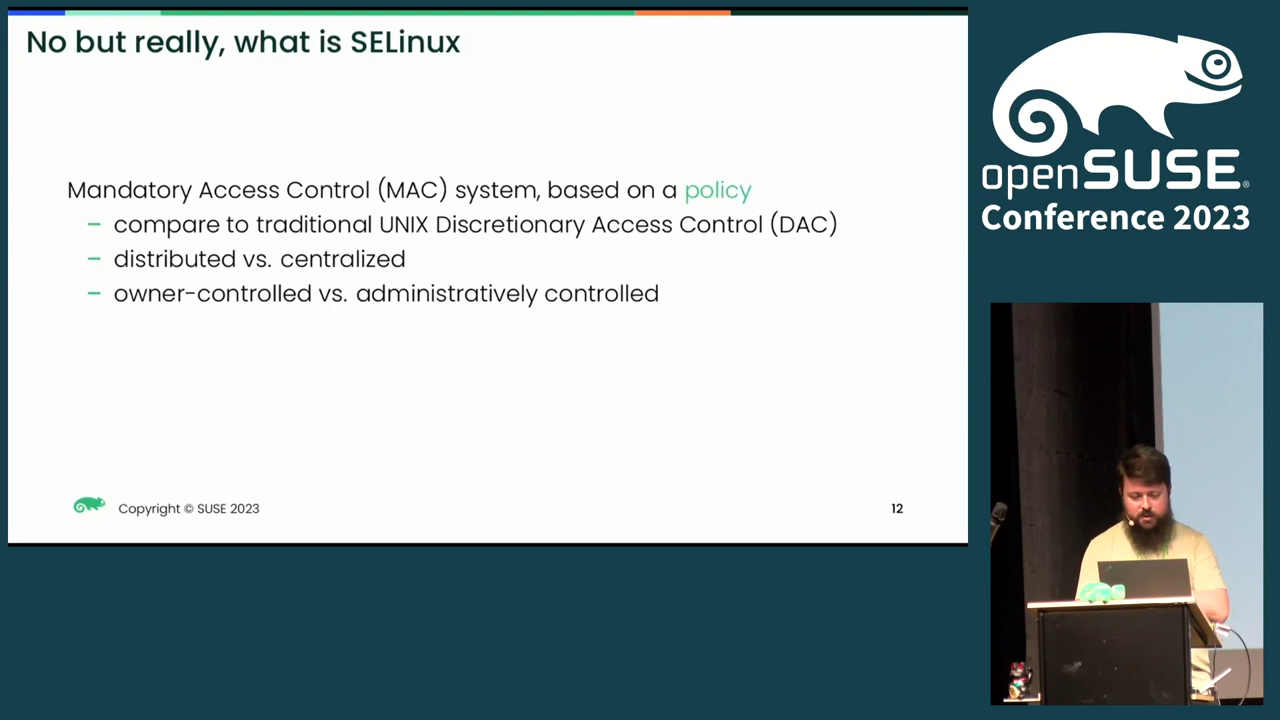 No but really, what is SELinux
Mandatory Access Control (MAC) system, based on a policy
– compare to traditional UNIX Discretionary Access Control (DAC)
– distributed vs. centralized
– owner-controlled vs. administratively controlled
Copyright © SUSE 2023
12
openSUSE®
Conference 2023